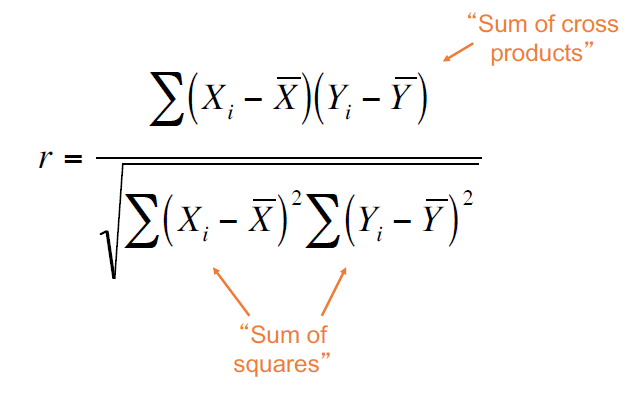 “Sum of cross
products”
r = ∑(Xᵢ − X̅)(Yᵢ − Y̅) / √(∑(Xᵢ − X̅)² ∑(Yᵢ − Y̅)²)
“Sum of
squares”